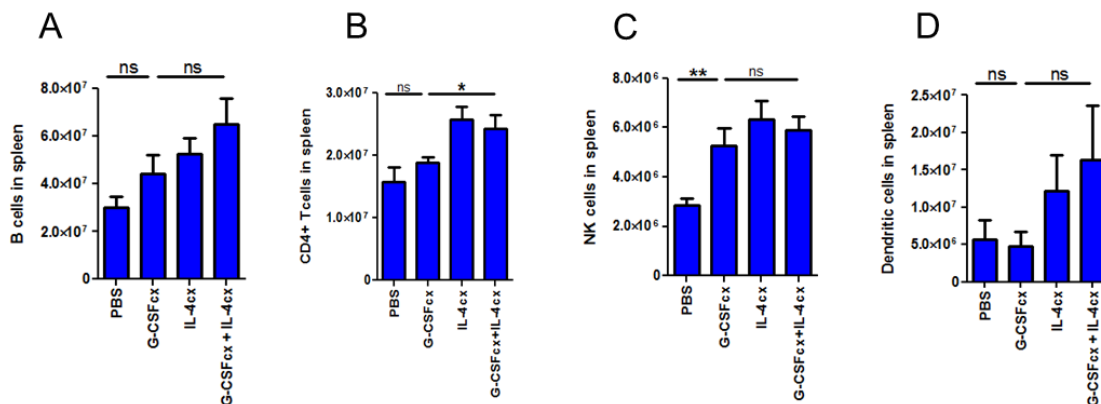 A
ns
ns
B cells in spleen
8.0×10⁷
6.0×10⁷
4.0×10⁷
2.0×10⁷
0
PBS
G-CSFcx
IL-4cx
G-CSFcx + IL-4cx
B
ns
*
CD4+ Tcells in spleen
3.0×10⁷
2.0×10⁷
1.0×10⁷
0
PBS
G-CSFcx
IL-4cx
G-CSFcx+IL-4cx
C
**
ns
NK cells in spleen
8.0×10⁶
6.0×10⁶
4.0×10⁶
2.0×10⁶
0
PBS
G-CSFcx
IL-4cx
G-CSFcx+IL-4cx
D
ns
ns
Dendritic cells in spleen
2.5×10⁷
2.0×10⁷
1.5×10⁷
1.0×10⁷
5.0×10⁶
0
PBS
G-CSFcx
IL-4cx
G-CSFcx + IL-4cx